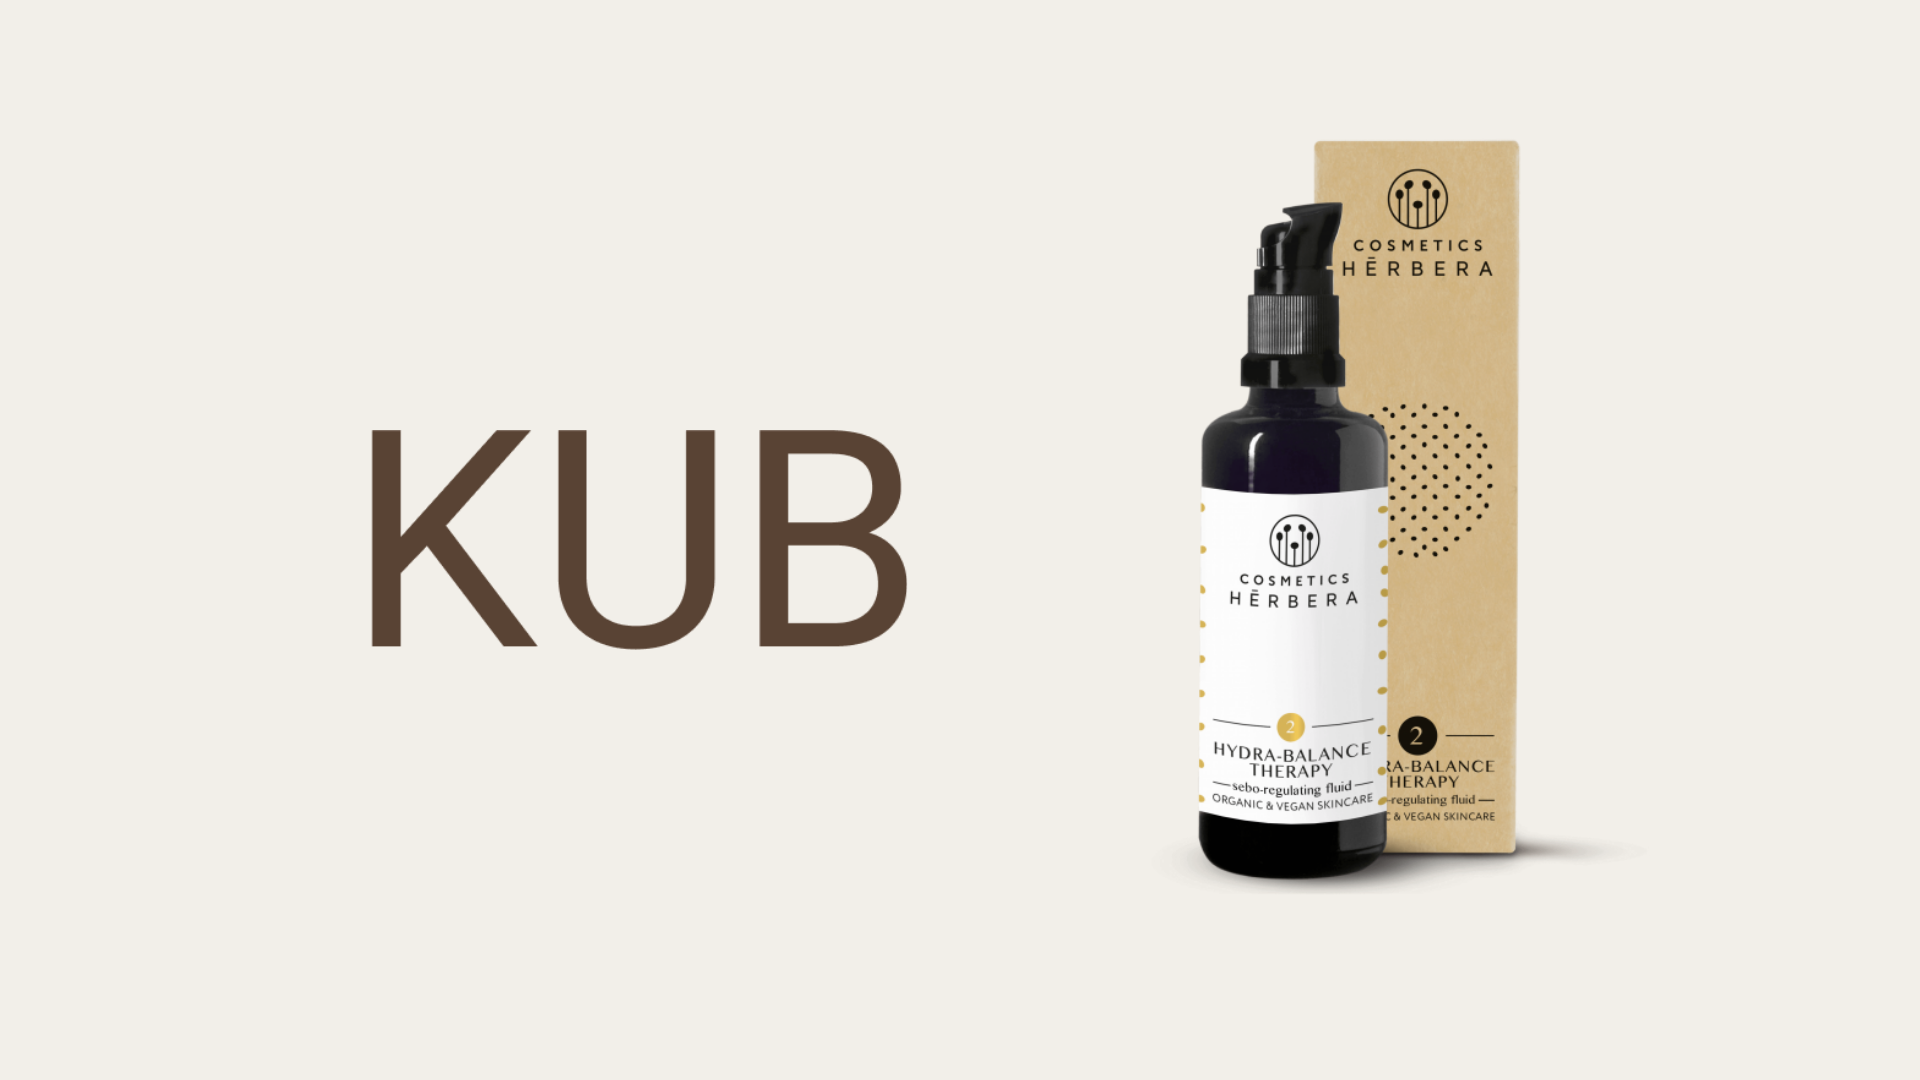 KUB
COSMETICS
HĒRBERA
2
HYDRA-BALANCE
THERAPY
sebo-regulating fluid
ORGANIC & VEGAN SKINCARE
COSMETICS
HĒRBERA
2
RA-BALANCE
HERAPY
-regulating fluid
C & VEGAN SKINCARE